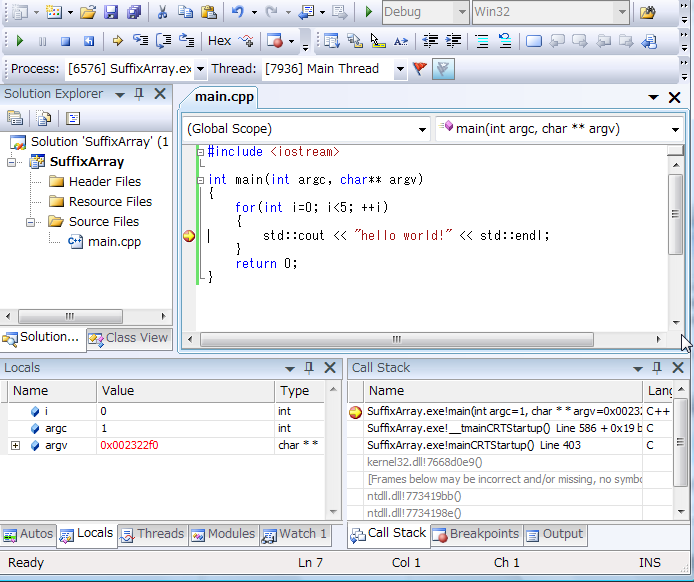 Debug Win32
Hex
Process: [6576] SuffixArray.ex Thread: [7936] Main Thread
Solution Explorer
Solution 'SuffixArray' (1
SuffixArray
Header Files
Resource Files
Source Files
main.cpp
Solution... Class View
main.cpp
(Global Scope) main(int argc, char ** argv)
#include <iostream>
int main(int argc, char** argv)
{
for(int i=0; i<5; ++i)
{
std::cout << "hello world!" << std::endl;
}
return 0;
}
Locals
Name Value Type
i 0 int
argc 1 int
argv 0x002322f0 char * *
Autos Locals Threads Modules Watch 1
Call Stack
Name Lang
SuffixArray.exe!main(int argc=1, char * * argv=0x00232 C++
SuffixArray.exe!__tmainCRTStartup() Line 586 + 0x19 b C
SuffixArray.exe!mainCRTStartup() Line 403 C
kernel32.dll!7668d0e9()
[Frames below may be incorrect and/or missing, no symbo
ntdll.dll!773419bb()
ntdll.dll!7734198e()
Call Stack Breakpoints Output
Ready Ln 7 Col 1 Ch 1 INS